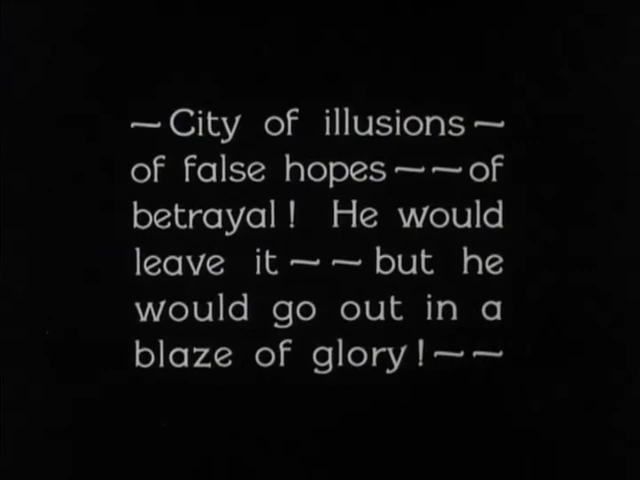 —City of illusions—
of false hopes——of
betrayal! He would
leave it——but he
would go out in a
blaze of glory!——